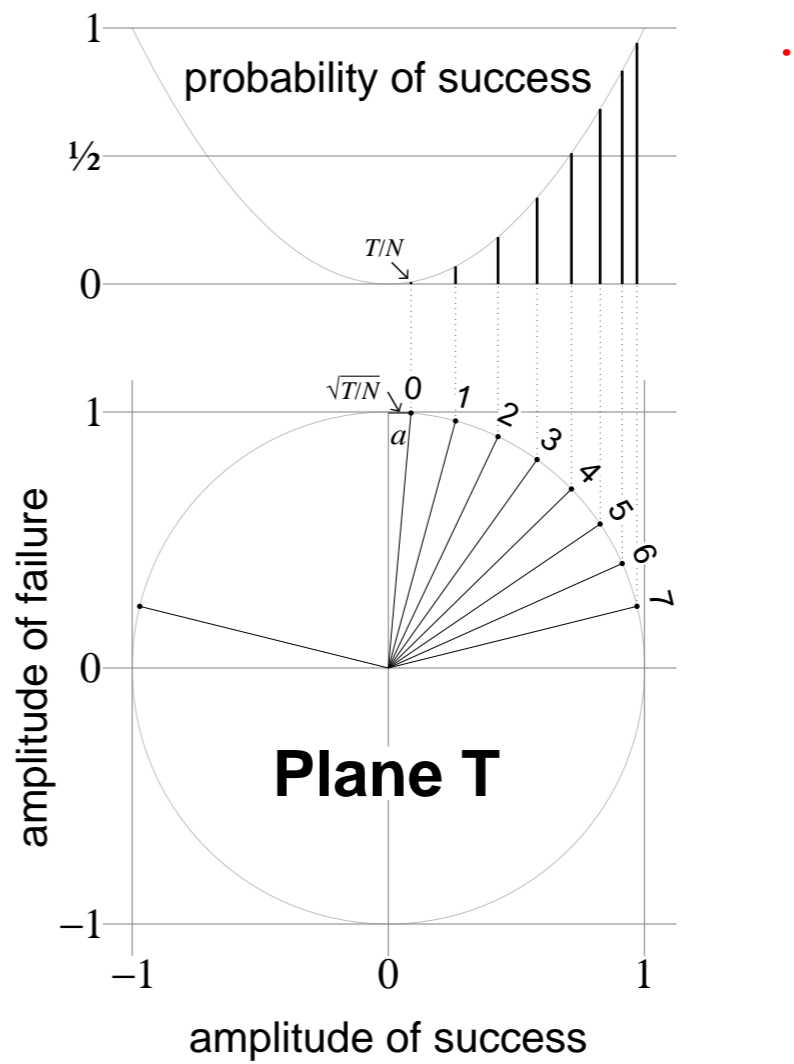 1
probability of success
½
T/N
0
√T/N 0 1 2 3 4 5 6 7
1
a
amplitude of failure
0
Plane T
−1
−1 0 1
amplitude of success